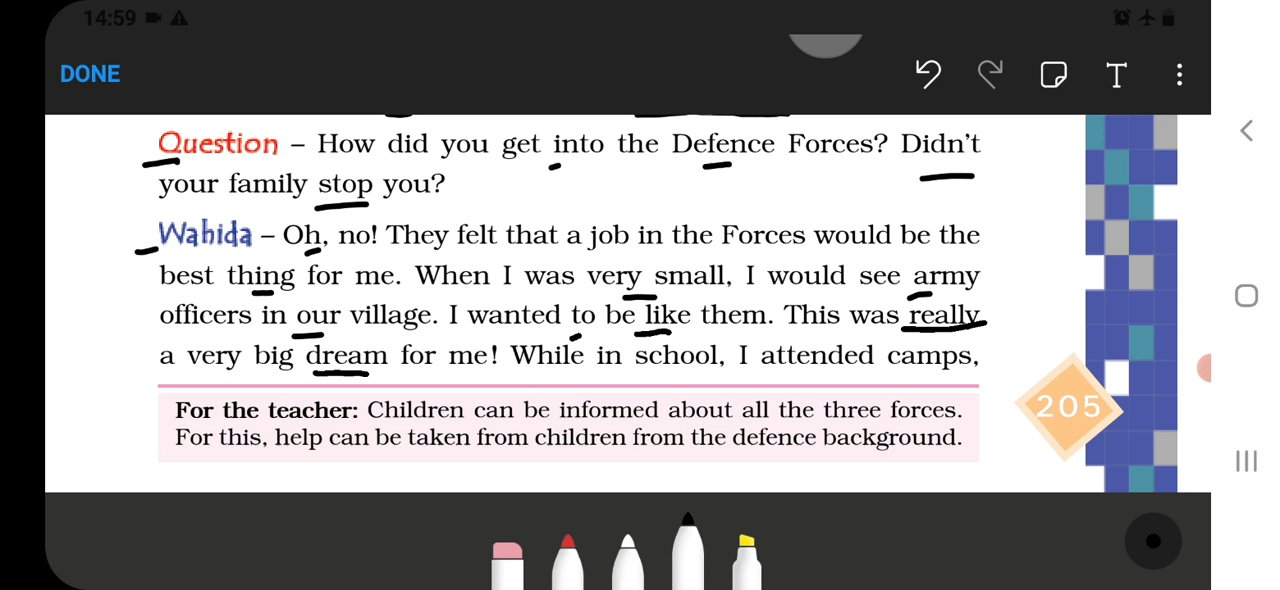 14:59
DONE
T
Question – How did you get into the Defence Forces? Didn't
your family stop you?
Wahida – Oh, no! They felt that a job in the Forces would be the
best thing for me. When I was very small, I would see army
officers in our village. I wanted to be like them. This was really
a very big dream for me! While in school, I attended camps,
For the teacher: Children can be informed about all the three forces.
For this, help can be taken from children from the defence background.
205